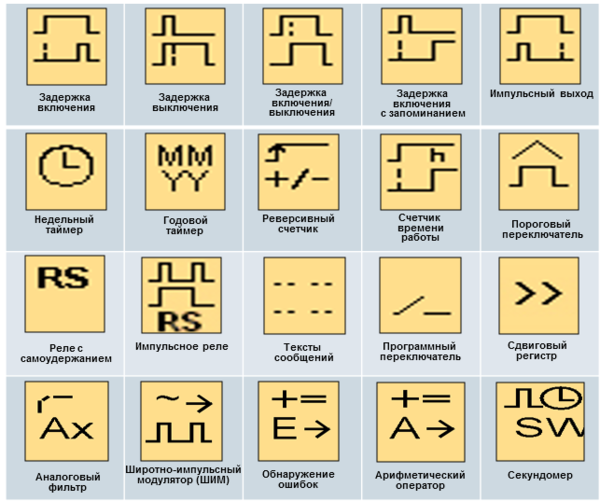 Задержка
включения
Задержка
выключения
Задержка
включения/
выключения
Задержка
включения
с запоминанием
Импульсный выход
MM
YY
+/-
h
Недельный
таймер
Годовой
таймер
Реверсивный
счетчик
Счетчик
времени
работы
Пороговый
переключатель
RS
RS
>>
Реле с
самоудержанием
Импульсное реле
Тексты
сообщений
Программный
переключатель
Сдвиговый
регистр
Ax
~→
+=
E→
+=
A→
SW
Аналоговый
фильтр
Широтно-импульсный
модулятор (ШИМ)
Обнаружение
ошибок
Арифметический
оператор
Секундомер